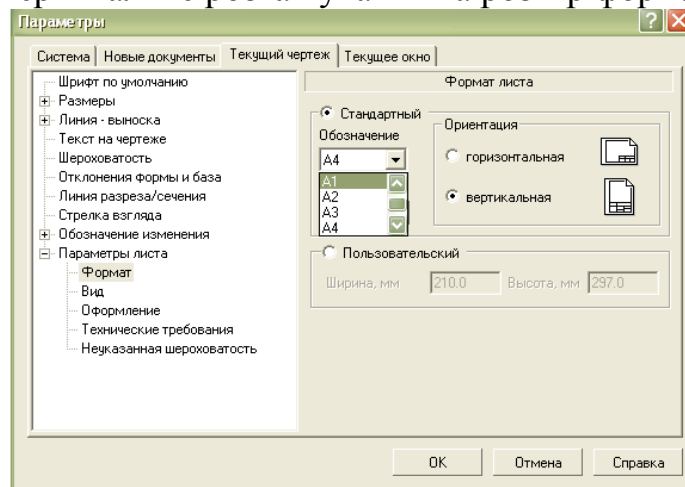 Параметры
Система Новые документы Текущий чертеж Текущее окно
Шрифт по умолчанию
Размеры
Линия - выноска
Текст на чертеже
Шероховатость
Отклонения формы и база
Линия разреза/сечения
Стрелка взгляда
Обозначение изменения
Параметры листа
Формат
Вид
Оформление
Технические требования
Неуказанная шероховатость
Формат листа
Стандартный
Обозначение
A4
A1
A2
A3
A4
Ориентация
горизонтальная
вертикальная
Пользовательский
Ширина, мм 210.0 Высота, мм 297.0
OK Отмена Справка